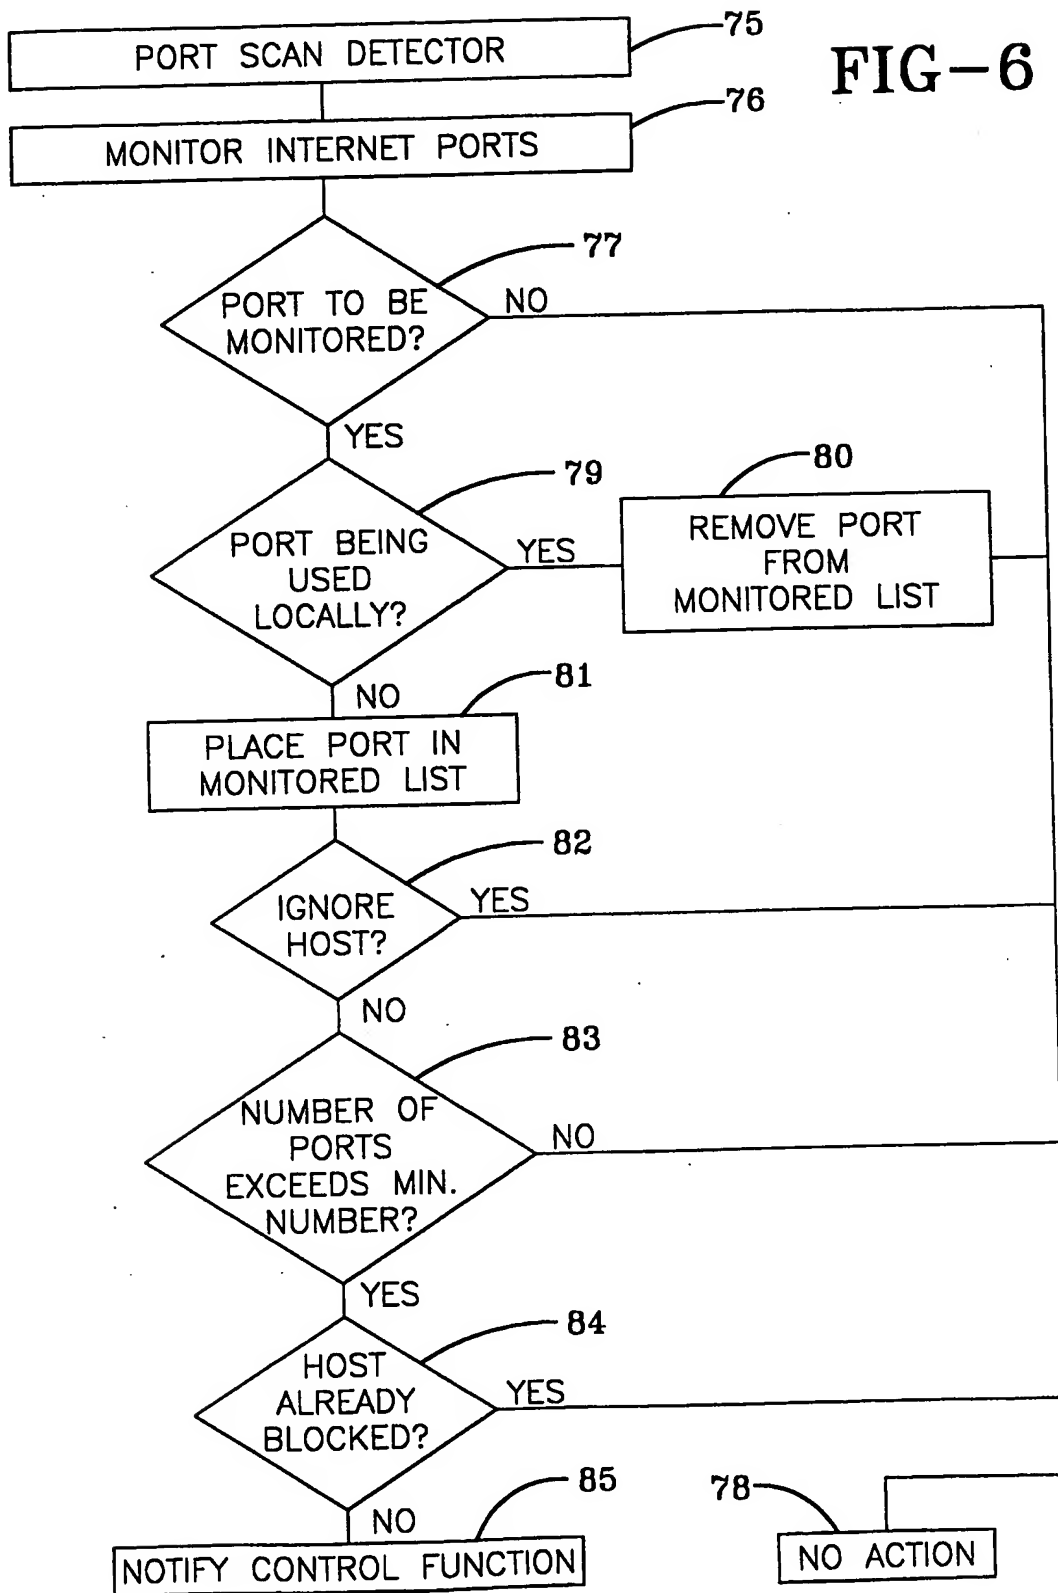 PORT SCAN DETECTOR
75
FIG-6
MONITOR INTERNET PORTS
76
77
PORT TO BE
MONITORED?
NO
YES
79
PORT BEING
USED
LOCALLY?
YES
80
REMOVE PORT
FROM
MONITORED LIST
NO
81
PLACE PORT IN
MONITORED LIST
82
IGNORE
HOST?
YES
NO
83
NUMBER OF
PORTS
EXCEEDS MIN.
NUMBER?
NO
YES
84
HOST
ALREADY
BLOCKED?
YES
NO
85
NOTIFY CONTROL FUNCTION
78
NO ACTION